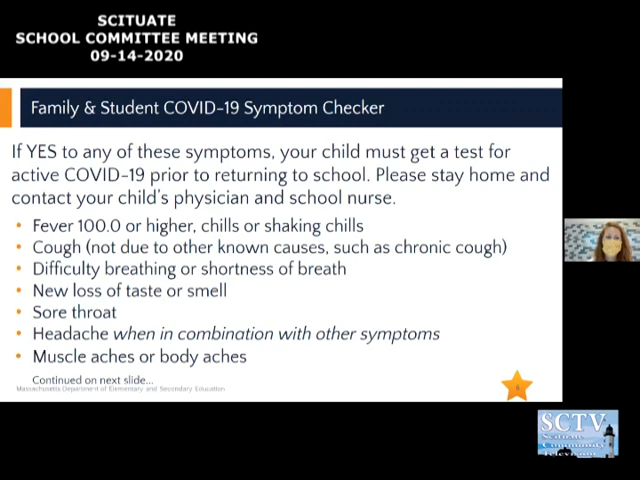 SCITUATE
SCHOOL COMMITTEE MEETING
09-14-2020
Family & Student COVID-19 Symptom Checker
If YES to any of these symptoms, your child must get a test for
active COVID-19 prior to returning to school. Please stay home and
contact your child's physician and school nurse.
• Fever 100.0 or higher, chills or shaking chills
• Cough (not due to other known causes, such as chronic cough)
• Difficulty breathing or shortness of breath
• New loss of taste or smell
• Sore throat
• Headache when in combination with other symptoms
• Muscle aches or body aches
Continued on next slide...
Massachusetts Department of Elementary and Secondary Education
SCTV
Scituate
Community
Television